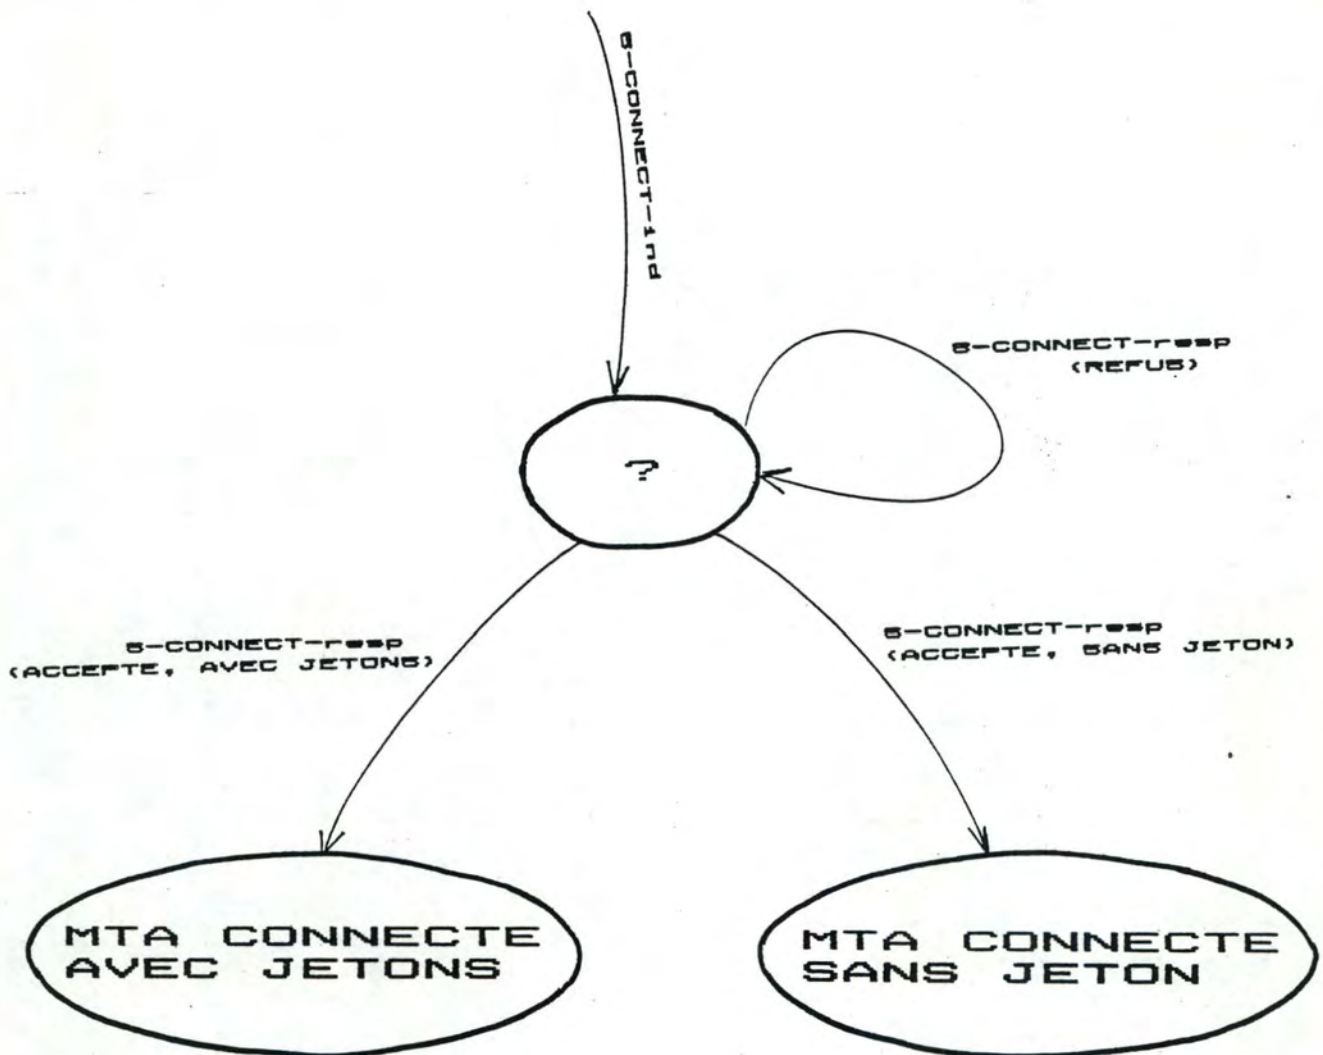 S-CONNECT-ind
S-CONNECT-resp
(REFUS)
?
S-CONNECT-resp
(ACCEPTE, AVEC JETONS)
S-CONNECT-resp
(ACCEPTE, SANS JETON)
MTA CONNECTE
AVEC JETONS
MTA CONNECTE
SANS JETON